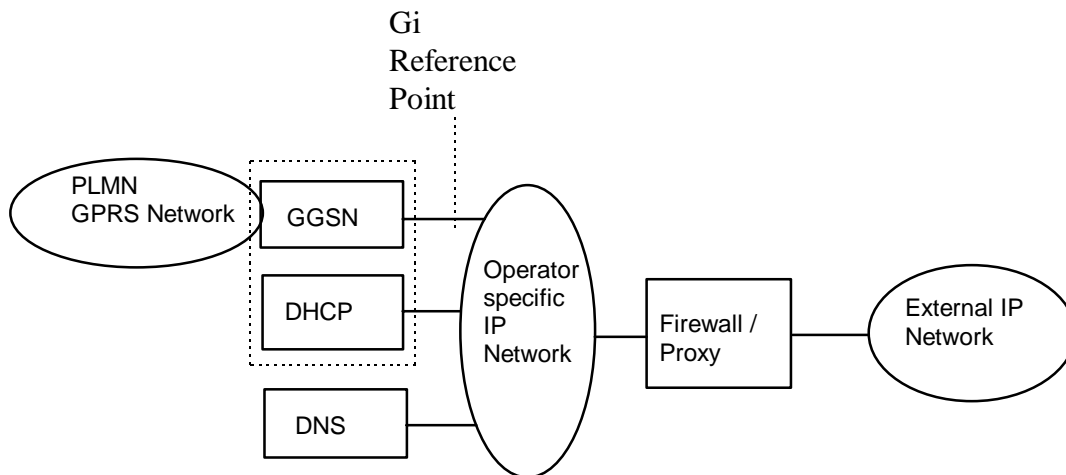 Gi
Reference
Point
PLMN
GPRS Network
GGSN
DHCP
DNS
Operator
specific
IP
Network
Firewall /
Proxy
External IP
Network